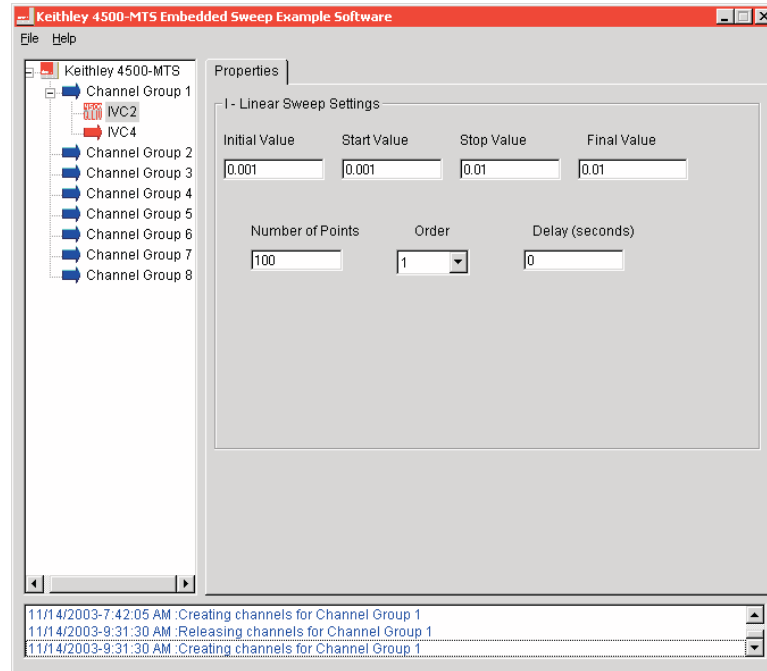 Keithley 4500-MTS Embedded Sweep Example Software
File Help
Keithley 4500-MTS
Channel Group 1
IVC2
IVC4
Channel Group 2
Channel Group 3
Channel Group 4
Channel Group 5
Channel Group 6
Channel Group 7
Channel Group 8
Properties
I - Linear Sweep Settings
Initial Value Start Value Stop Value Final Value
0.001 0.001 0.01 0.01
Number of Points Order Delay (seconds)
100 1 0
11/14/2003-7:42:05 AM :Creating channels for Channel Group 1
11/14/2003-9:31:30 AM :Releasing channels for Channel Group 1
11/14/2003-9:31:30 AM :Creating channels for Channel Group 1